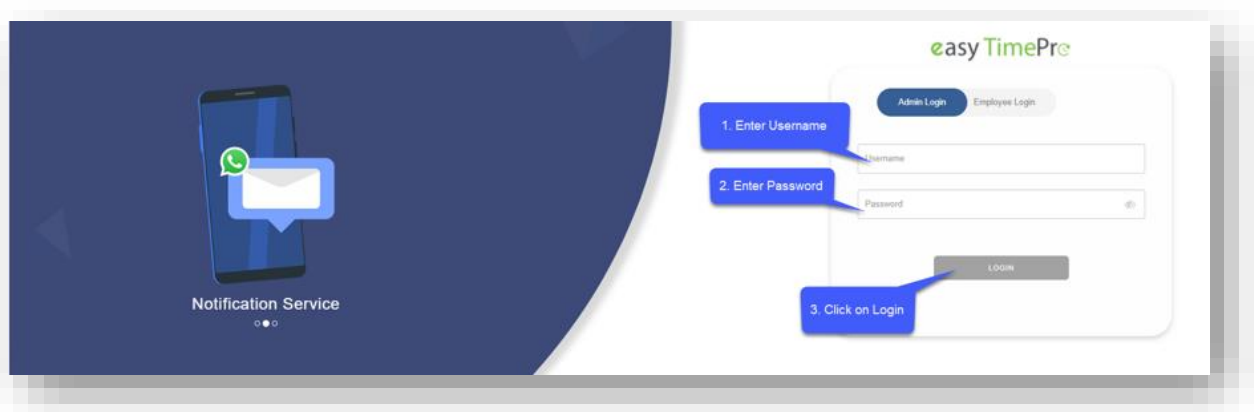 easy TimePro
Admin Login
Employee Login
1. Enter Username
Username
2. Enter Password
Password
LOGIN
3. Click on Login
Notification Service